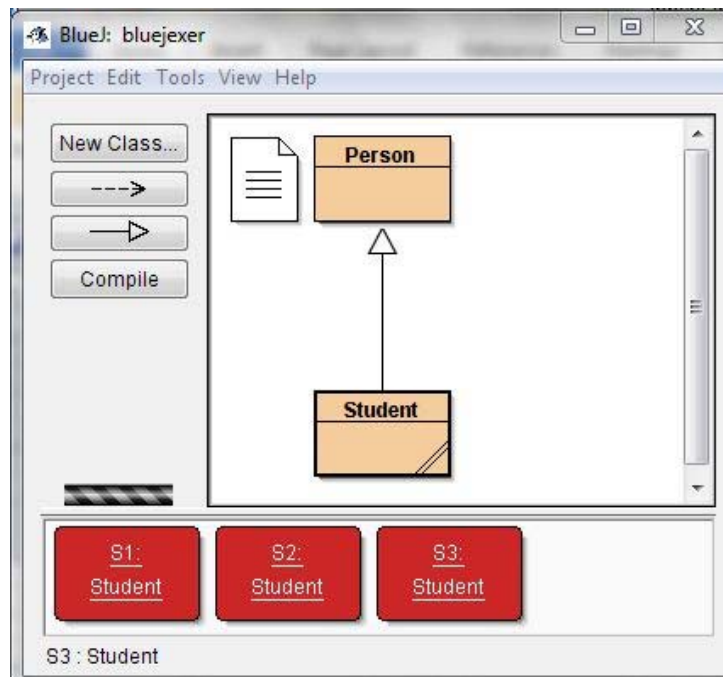 BlueJ: bluejexer
Project Edit Tools View Help
New Class...
Person
Compile
Student
S1:
Student
S2:
Student
S3:
Student
S3 : Student